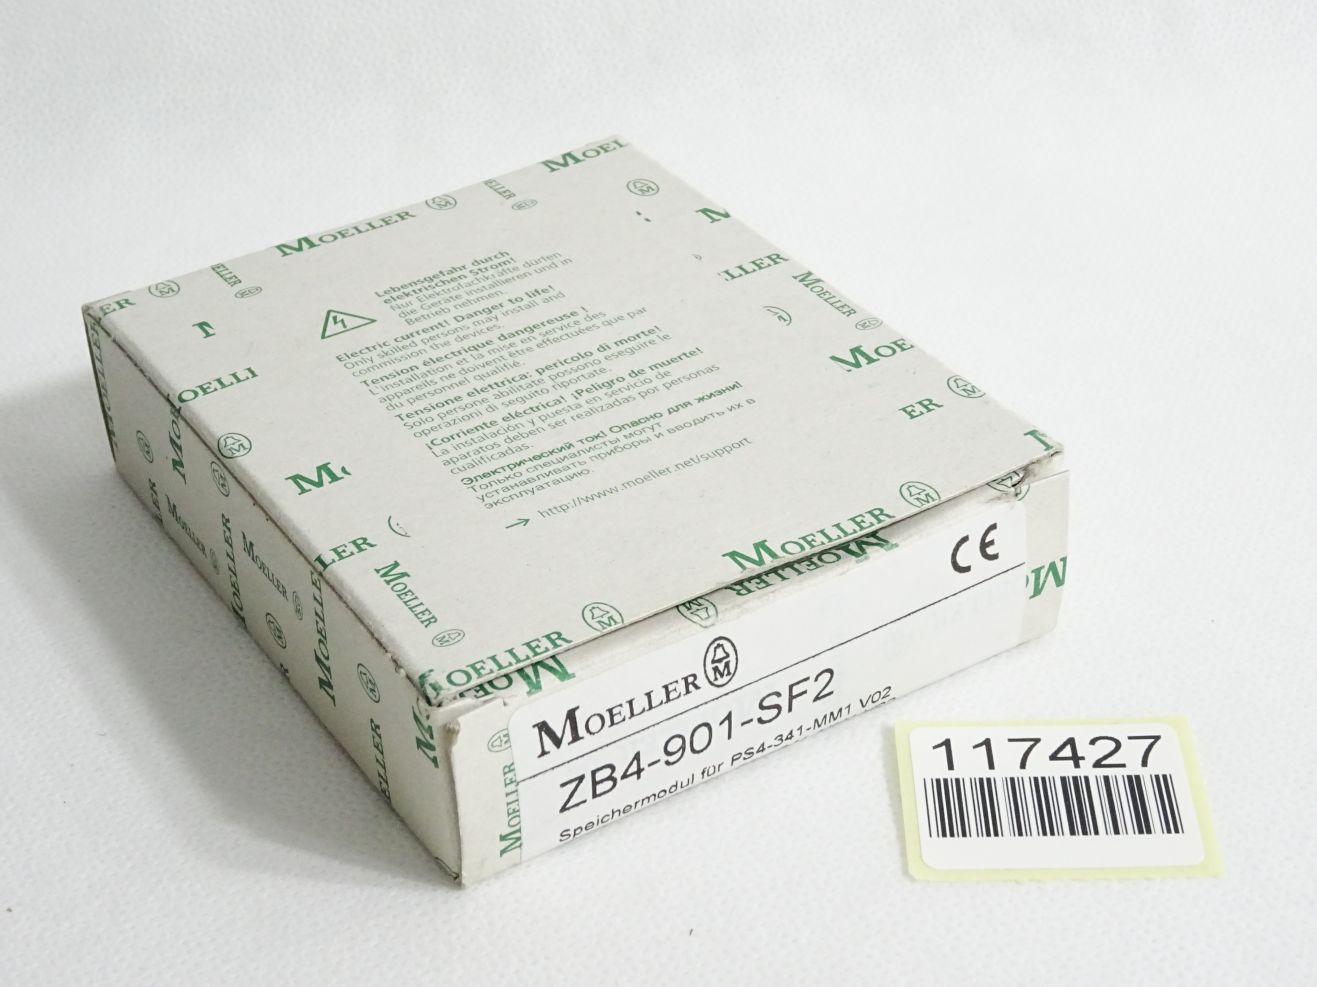 MOELLER
MOEL
Lebensgefahr durch
elektrischen Strom!
Nur Elektrofachkräfte dürfen
die Geräte installieren und in
Betrieb nehmen.
Electric current! Danger to life!
Only skilled persons may install and
commission the devices.
Tension électrique dangereuse !
L'installation et la mise en service des
appareils ne doivent être effectuées que par
du personnel qualifié.
Tensione elettrica: pericolo di morte!
Solo persone abilitate possono eseguire le
operazioni di seguito riportate.
¡Corriente eléctrica! ¡Peligro de muerte!
La instalación y puesta en servicio de
aparatos deben ser realizadas por personas
cualificadas.
Электрический ток! Опасно для жизни!
Только специалисты могут
устанавливать приборы и вводить их в
эксплуатацию.
→ http://www.moeller.net/support
MOELLER
MOELLER
MOELLER
MOELLER
CE
MOELLER M
ZB4-901-SF2
Speichermodul für PS4-341-MM1 V02
117427